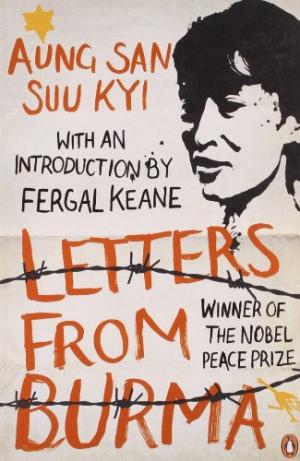 AUNG SAN
SUU KYI
WITH AN
INTRODUCTION BY
FERGAL KEANE
LETTERS
FROM
BURMA
WINNER OF
THE NOBEL
PEACE PRIZE